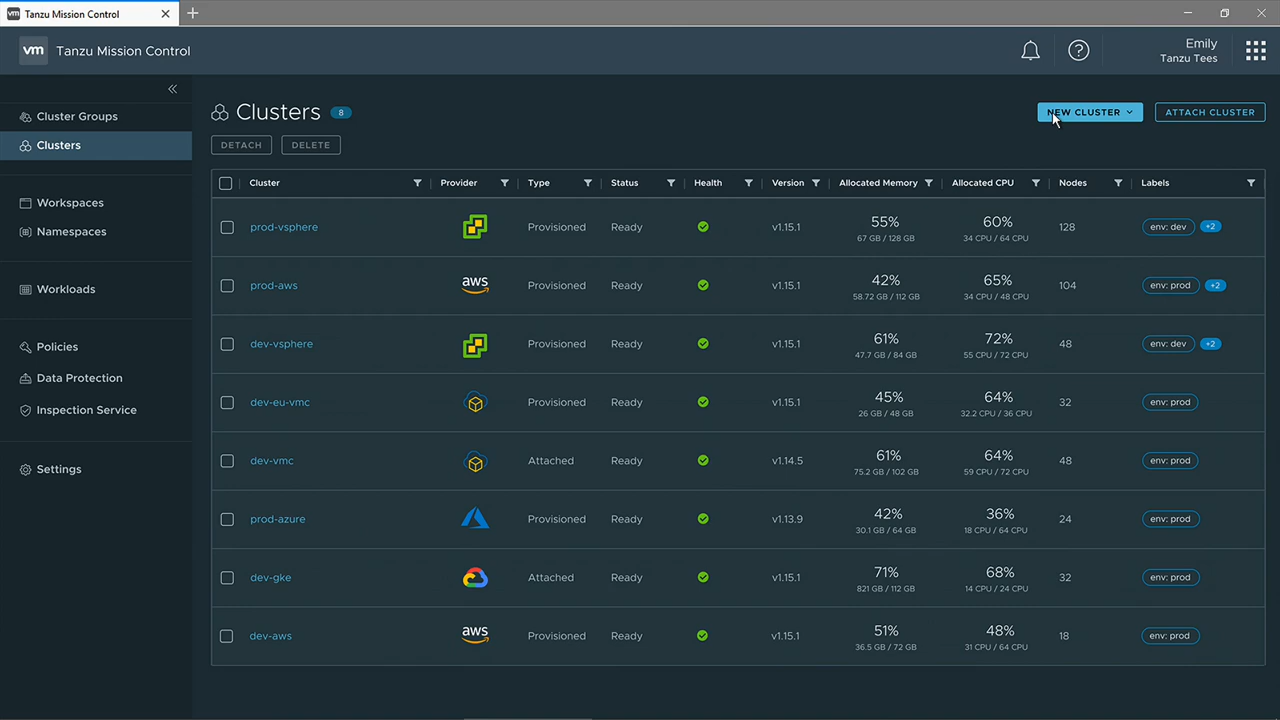 vm Tanzu Mission Control
vm Tanzu Mission Control
Emily
Tanzu Tees
Cluster Groups
Clusters
Workspaces
Namespaces
Workloads
Policies
Data Protection
Inspection Service
Settings
Clusters 8
NEW CLUSTER ATTACH CLUSTER
DETACH DELETE
Cluster Provider Type Status Health Version Allocated Memory Allocated CPU Nodes Labels
prod-vsphere Provisioned Ready v1.15.1 55% 60% 128 env: dev +2
67 GB / 128 GB 34 CPU / 64 CPU
prod-aws aws Provisioned Ready v1.15.1 42% 65% 104 env: prod +2
58.72 GB / 112 GB 34 CPU / 48 CPU
dev-vsphere Provisioned Ready v1.15.1 61% 72% 48 env: dev +2
47.7 GB / 84 GB 55 CPU / 72 CPU
dev-eu-vmc Provisioned Ready v1.15.1 45% 64% 32 env: prod
26 GB / 48 GB 32.2 CPU / 36 CPU
dev-vmc Attached Ready v1.14.5 61% 64% 48 env: prod
75.2 GB / 102 GB 59 CPU / 72 CPU
prod-azure Provisioned Ready v1.13.9 42% 36% 24 env: prod
30.1 GB / 64 GB 18 CPU / 64 CPU
dev-gke Attached Ready v1.15.1 71% 68% 32 env: prod
821 GB / 112 GB 14 CPU / 24 CPU
dev-aws aws Provisioned Ready v1.15.1 51% 48% 18 env: prod
36.5 GB / 72 GB 31 CPU / 64 CPU